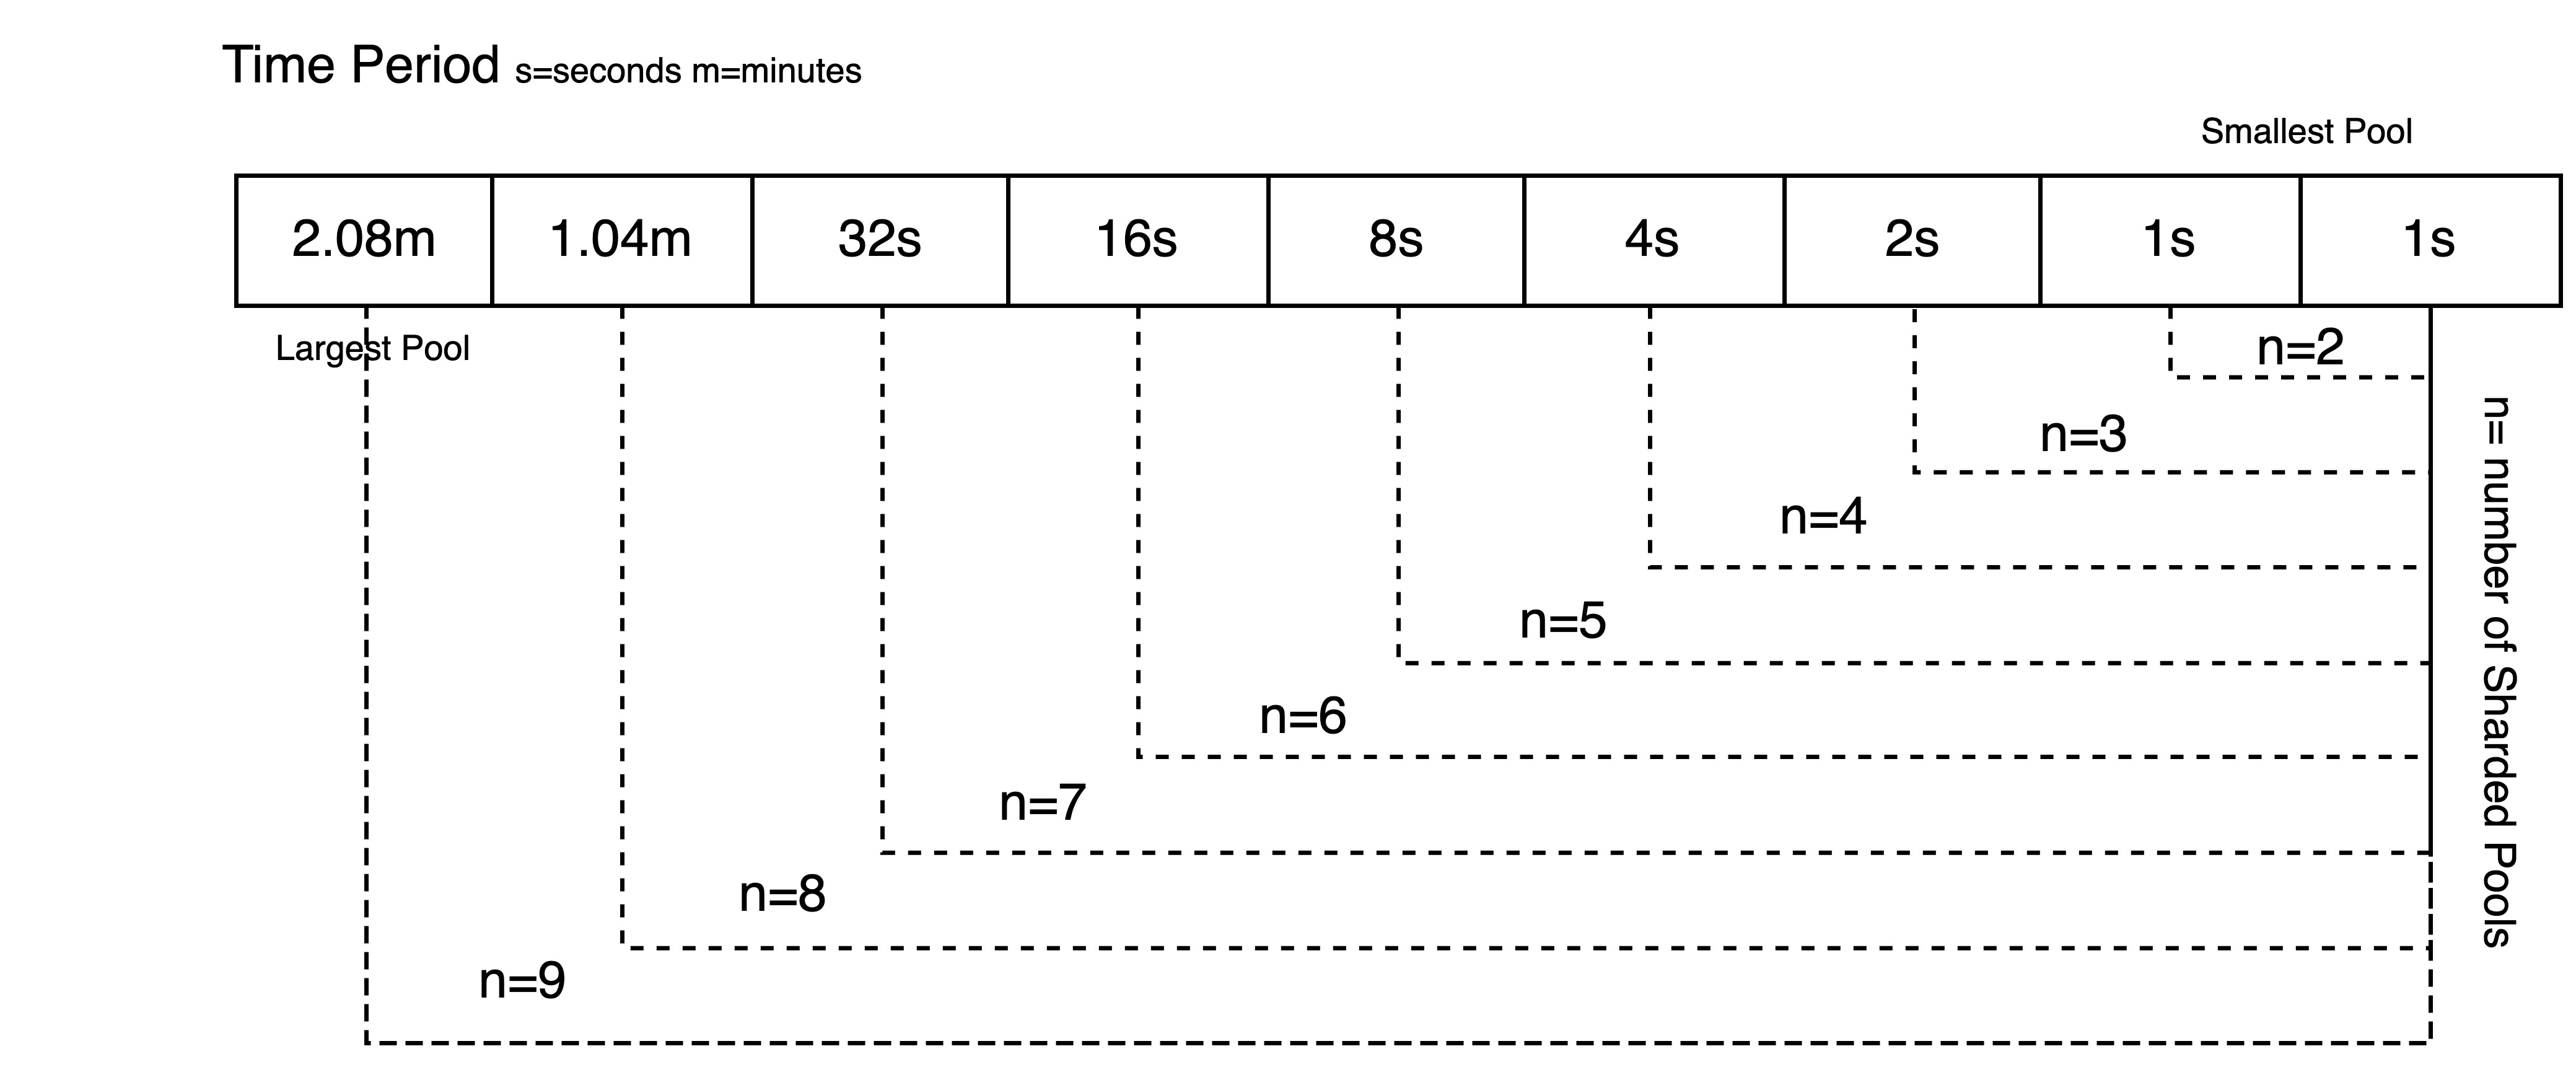 Time Period s=seconds m=minutes
Smallest Pool
2.08m 1.04m 32s 16s 8s 4s 2s 1s 1s
Largest Pool
n=2
n=3
n=4
n=5
n=6
n=7
n=8
n=9
n= number of Sharded Pools